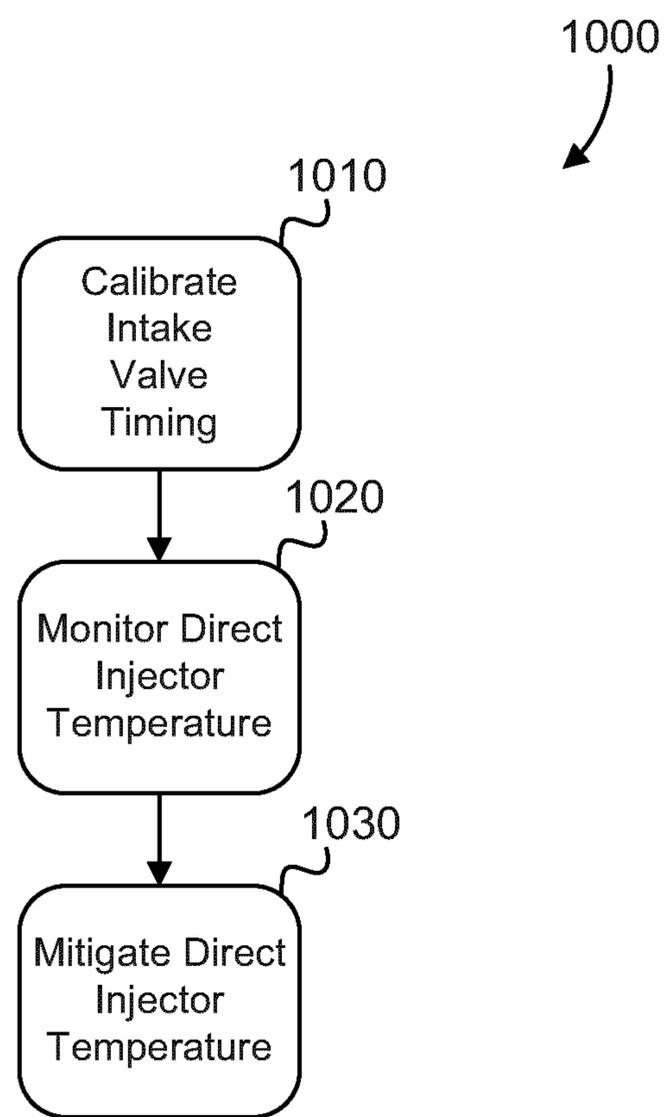 1000
1010
Calibrate
Intake
Valve
Timing
1020
Monitor Direct
Injector
Temperature
1030
Mitigate Direct
Injector
Temperature